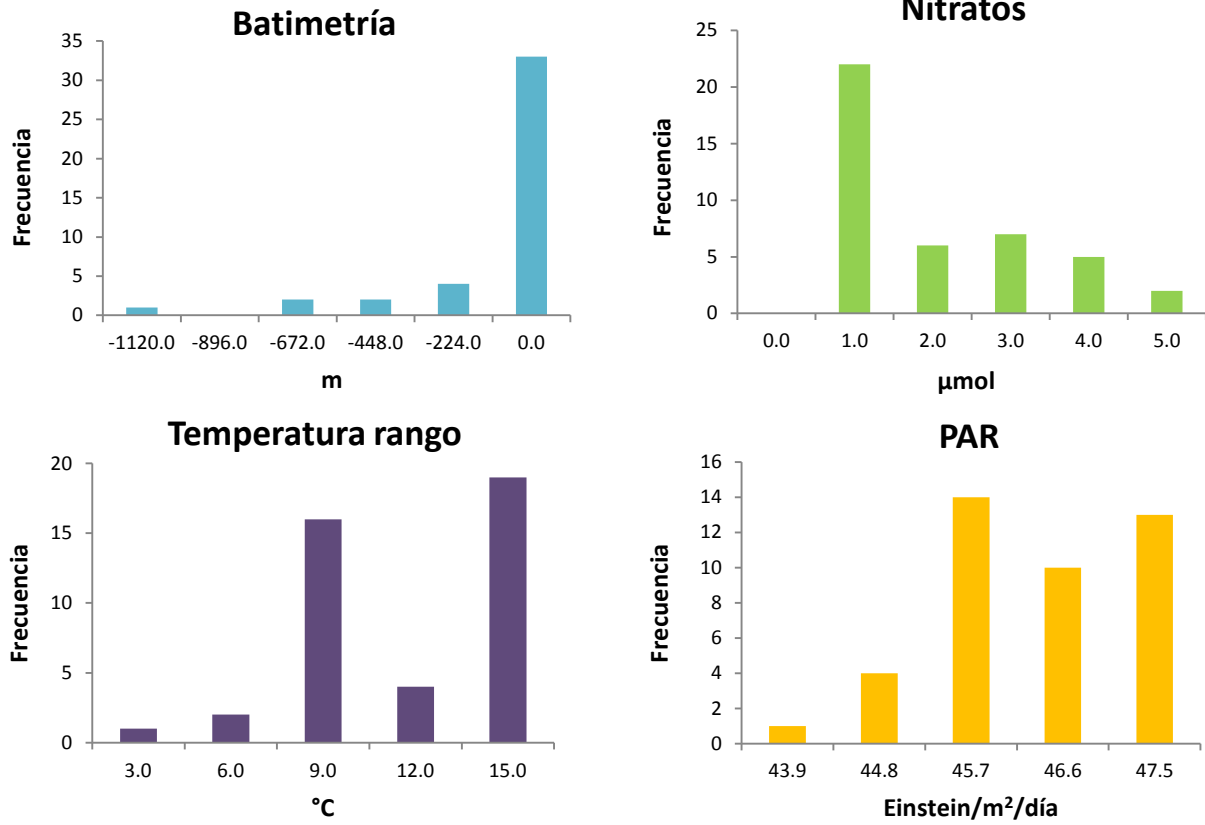 Batimetría
35
30
25
20
15
10
5
0
Frecuencia
-1120.0 -896.0 -672.0 -448.0 -224.0 0.0
m
Nitratos
25
20
15
10
5
0
Frecuencia
0.0 1.0 2.0 3.0 4.0 5.0
µmol
Temperatura rango
20
15
10
5
0
Frecuencia
3.0 6.0 9.0 12.0 15.0
°C
PAR
16
14
12
10
8
6
4
2
0
Frecuencia
43.9 44.8 45.7 46.6 47.5
Einstein/m²/día